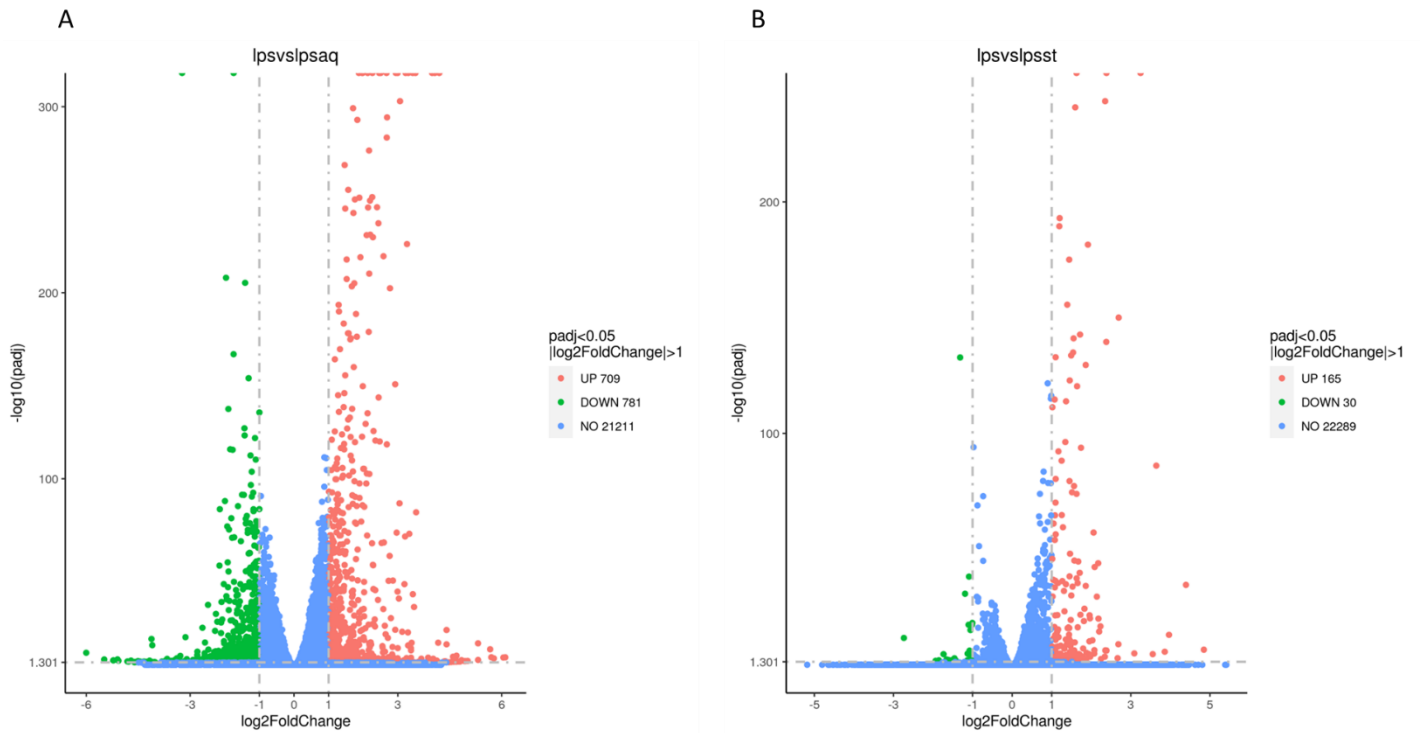 A
lpsvslpsaq
300
200
100
1.301
-log10(padj)
-6
-3
-1
0
1
3
6
log2FoldChange
padj<0.05
|log2FoldChange|>1
UP 709
DOWN 781
NO 21211
B
lpsvslpsst
200
100
1.301
-log10(padj)
-5
-3
-1
0
1
3
5
log2FoldChange
padj<0.05
|log2FoldChange|>1
UP 165
DOWN 30
NO 22289